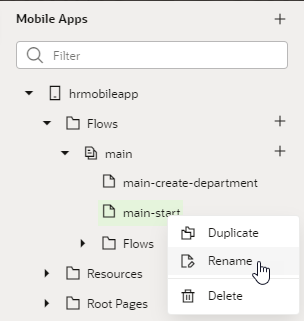 Mobile Apps
Filter
hrmobileapp
Flows
main
main-create-department
main-start
Duplicate
Flows
Rename
Resources
Delete
Root Pages